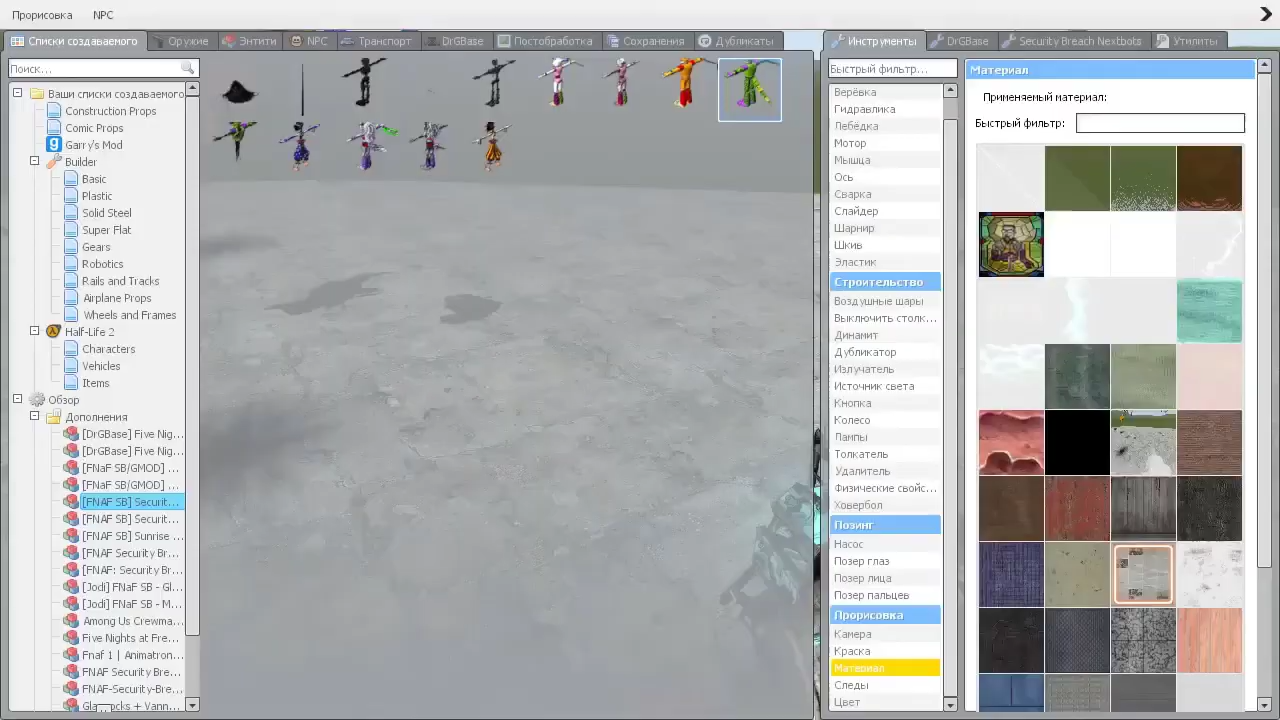 Прорисовка NPC
Списки создаваемого Оружие Энтити NPC Транспорт DrGBase Постобработка Сохранения Дубликаты
Поиск...
Ваши списки создаваемого
Construction Props
Comic Props
Garry's Mod
Builder
Basic
Plastic
Solid Steel
Super Flat
Gears
Robotics
Rails and Tracks
Airplane Props
Wheels and Frames
Half-Life 2
Characters
Vehicles
Items
Обзор
Дополнения
[DrGBase] Five Nig...
[DrGBase] Five Nig...
[FNaF SB/GMOD] ...
[FNaF SB/GMOD] ...
[FNAF SB] Securit...
[FNAF SB] Securit...
[FNAF SB] Sunrise ...
[FNAF Security Br...
[FNAF: Security Br...
[Jodi] FNaF SB - Gl...
[Jodi] FNaF SB - M...
Among Us Crewma...
Five Nights at Fre...
Fnaf 1 | Animatron...
FNAF Security Bre...
FNAF-Security-Bre...
Glamrocks + Vann...
Инструменты DrGBase Security Breach Nextbots Утилиты
Быстрый фильтр...
Верёвка
Гидравлика
Лебёдка
Мотор
Мышца
Ось
Сварка
Слайдер
Шарнир
Шкив
Эластик
Строительство
Воздушные шары
Выключить столк...
Динамит
Дубликатор
Излучатель
Источник света
Кнопка
Колесо
Лампы
Толкатель
Удалитель
Физические свойс...
Ховербол
Позинг
Насос
Позер глаз
Позер лица
Позер пальцев
Прорисовка
Камера
Краска
Материал
Следы
Цвет
Материал
Применяемый материал:
Быстрый фильтр: